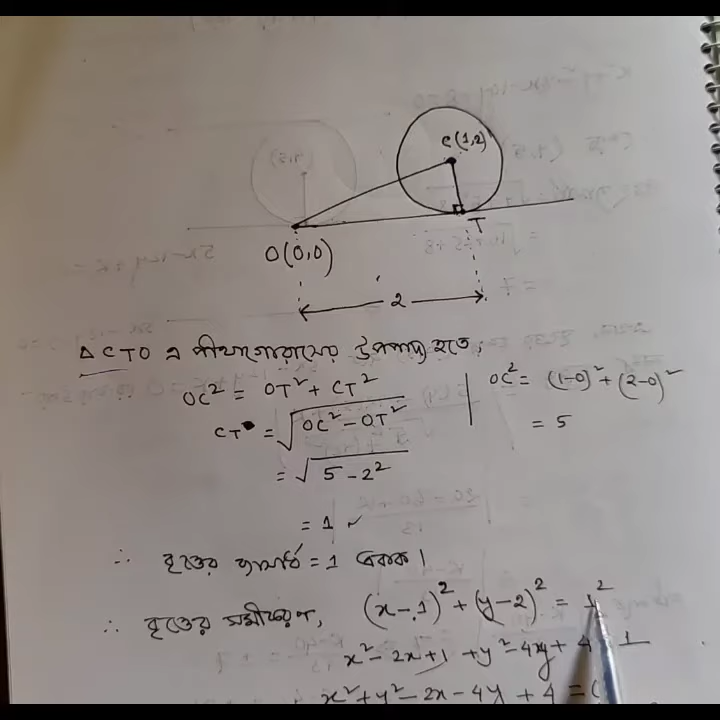 C(1,2)
T
O(0,0)
2
△CTO এ পীথাগোরাসের উপপাদ্য হতে,
OC² = OT² + CT²
CT = √OC² − OT²
= √5 − 2²
= 1
OC² = (1−0)² + (2−0)²
= 5
∴ বৃত্তের ব্যাসার্ধ = 1 একক।
∴ বৃত্তের সমীকরণ, (x−1)² + (y−2)² = 1²
x² − 2x + 1 + y² − 4y + 4 1
x² + y² − 2x − 4y + 4 =